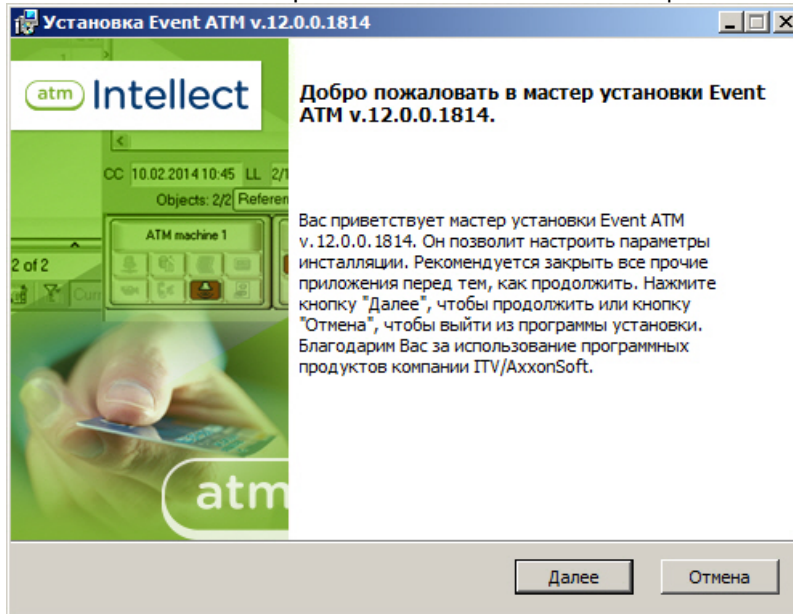 Установка Event ATM v.12.0.0.1814
atm Intellect
Добро пожаловать в мастер установки Event
ATM v.12.0.0.1814.
CC 10.02.2014 10:45 LL
Objects: 2/2
ATM machine 1
2 of 2
Вас приветствует мастер установки Event ATM
v.12.0.0.1814. Он позволит настроить параметры
инсталляции. Рекомендуется закрыть все прочие
приложения перед тем, как продолжить. Нажмите
кнопку "Далее", чтобы продолжить или кнопку
"Отмена", чтобы выйти из программы установки.
Благодарим Вас за использование программных
продуктов компании ITV/AxxonSoft.
atm
Далее
Отмена